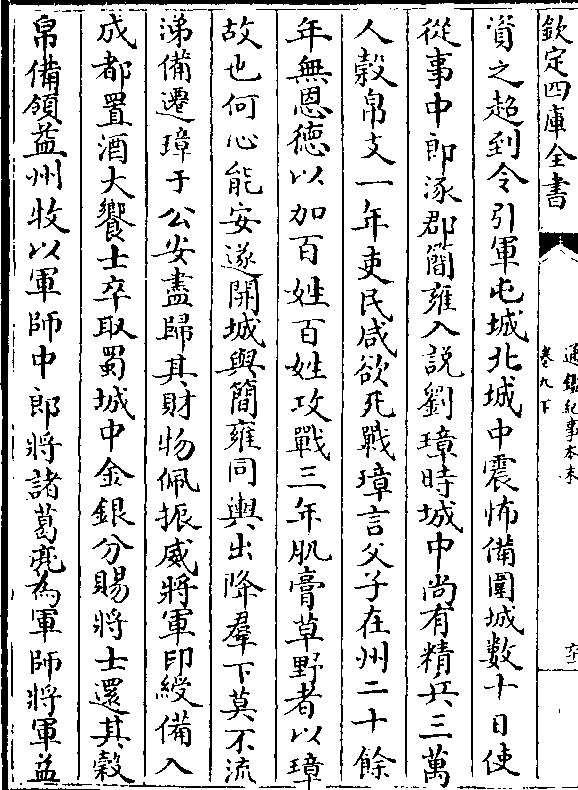 欽定四庫全書
通鑑紀事本末
卷九下
資之超到令引軍屯城北城中震怖備圍城數十日使
從事中郎涿郡簡雍入說劉璋時城中尚有精兵三萬
人穀帛支一年吏民咸欲死戰璋言父子在州二十餘
年無恩德以加百姓百姓攻戰三年肌膏草野者以璋
故也何心能安遂開城與簡雍同輿出降羣下莫不流
涕備遷璋于公安盡歸其財物佩振威將軍印綬備入
成都置酒大饗士卒取蜀城中金銀分賜將士還其穀
帛備領益州牧以軍師中郎將諸葛亮為軍師將軍益